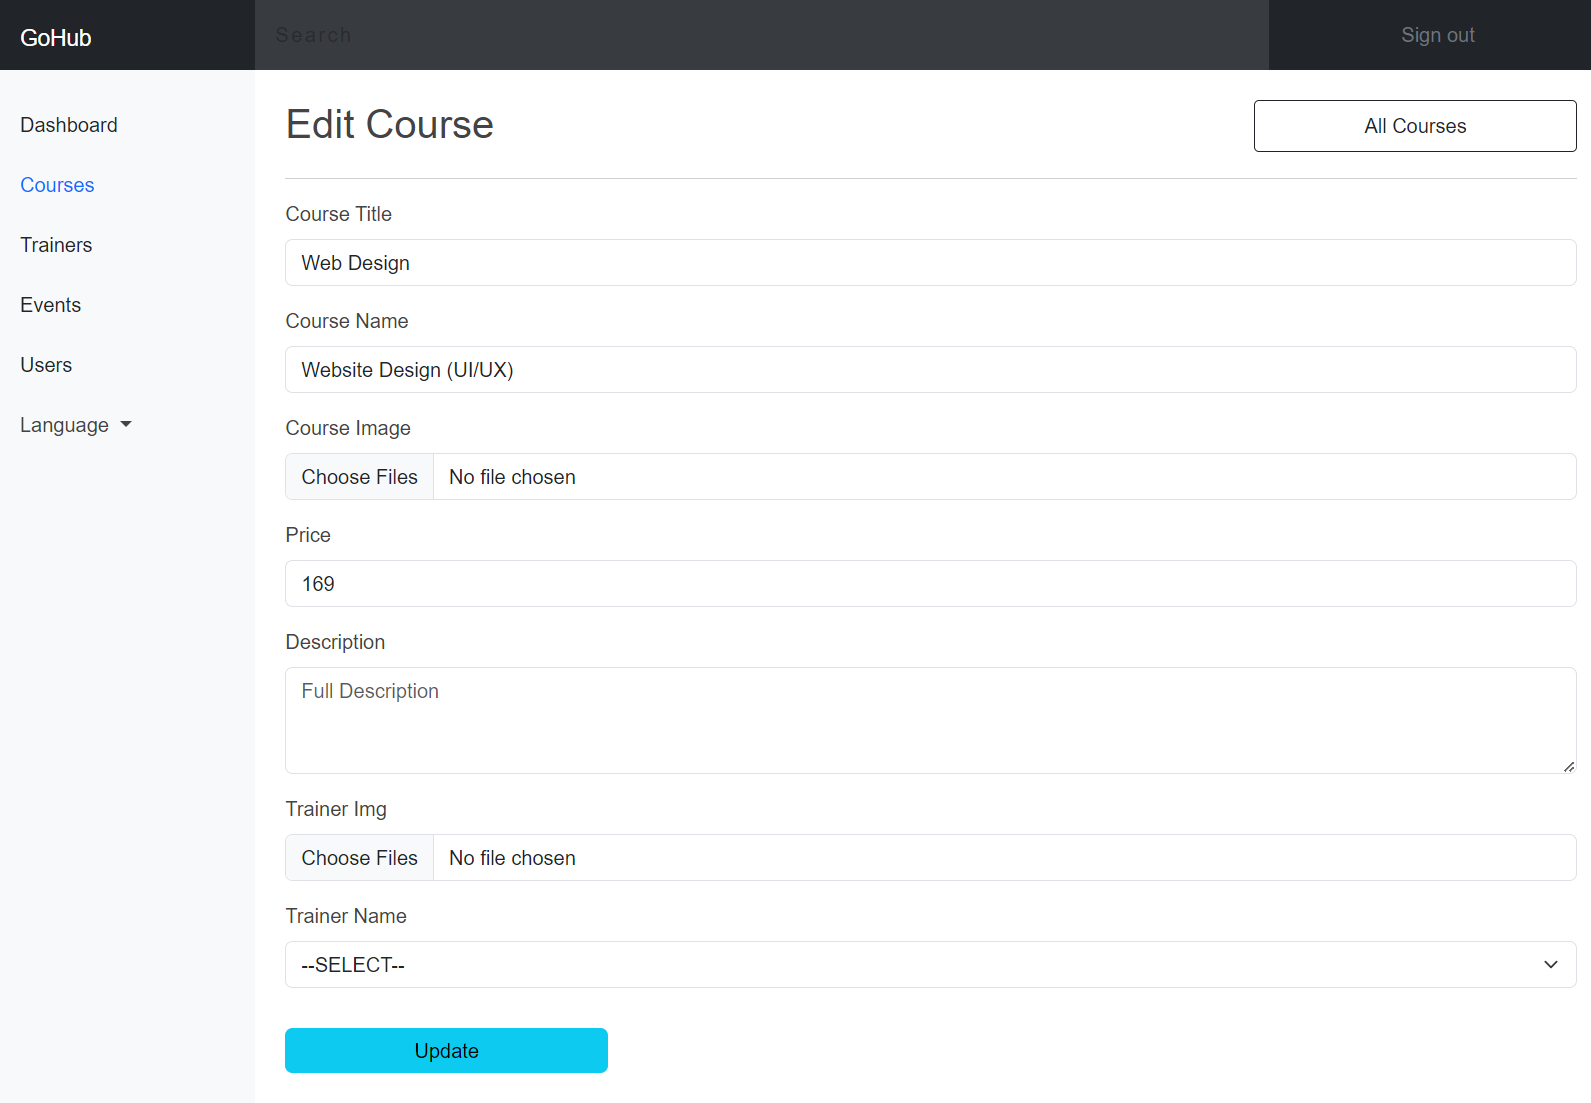 GoHub
Search
Sign out
Dashboard
Courses
Trainers
Events
Users
Language
Edit Course
All Courses
Course Title
Web Design
Course Name
Website Design (UI/UX)
Course Image
Choose Files No file chosen
Price
169
Description
Full Description
Trainer Img
Choose Files No file chosen
Trainer Name
--SELECT--
Update